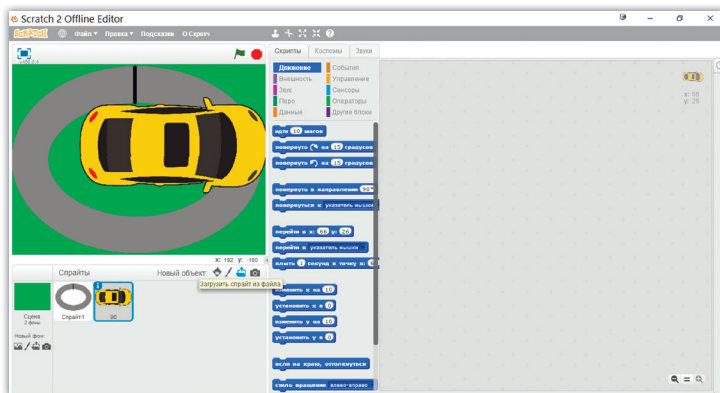 Scratch 2 Offline Editor
SCRATCH Файл Правка Подсказки О Скретч
Скрипты Костюмы Звуки
Движение События
Внешность Управление
Звук Сенсоры
Перо Операторы
Данные Другие блоки
идти 10 шагов
повернуть на 15 градусов
повернуть на 15 градусов
повернуть в направлении 90
повернуться к указатель мышки
перейти в x: 66 y: 26
перейти в указатель мышки
плыть 1 секунд в точку x:
изменить x на 10
установить x в 0
изменить y на 10
установить y в 0
если на краю, оттолкнуться
стиль вращения влево-вправо
x: 66
y: 26
x: 192 y: -180
Спрайты Новый объект:
Загрузить спрайт из файла
Сцена
2 фоны
Спрайт1
90
Новый фон: